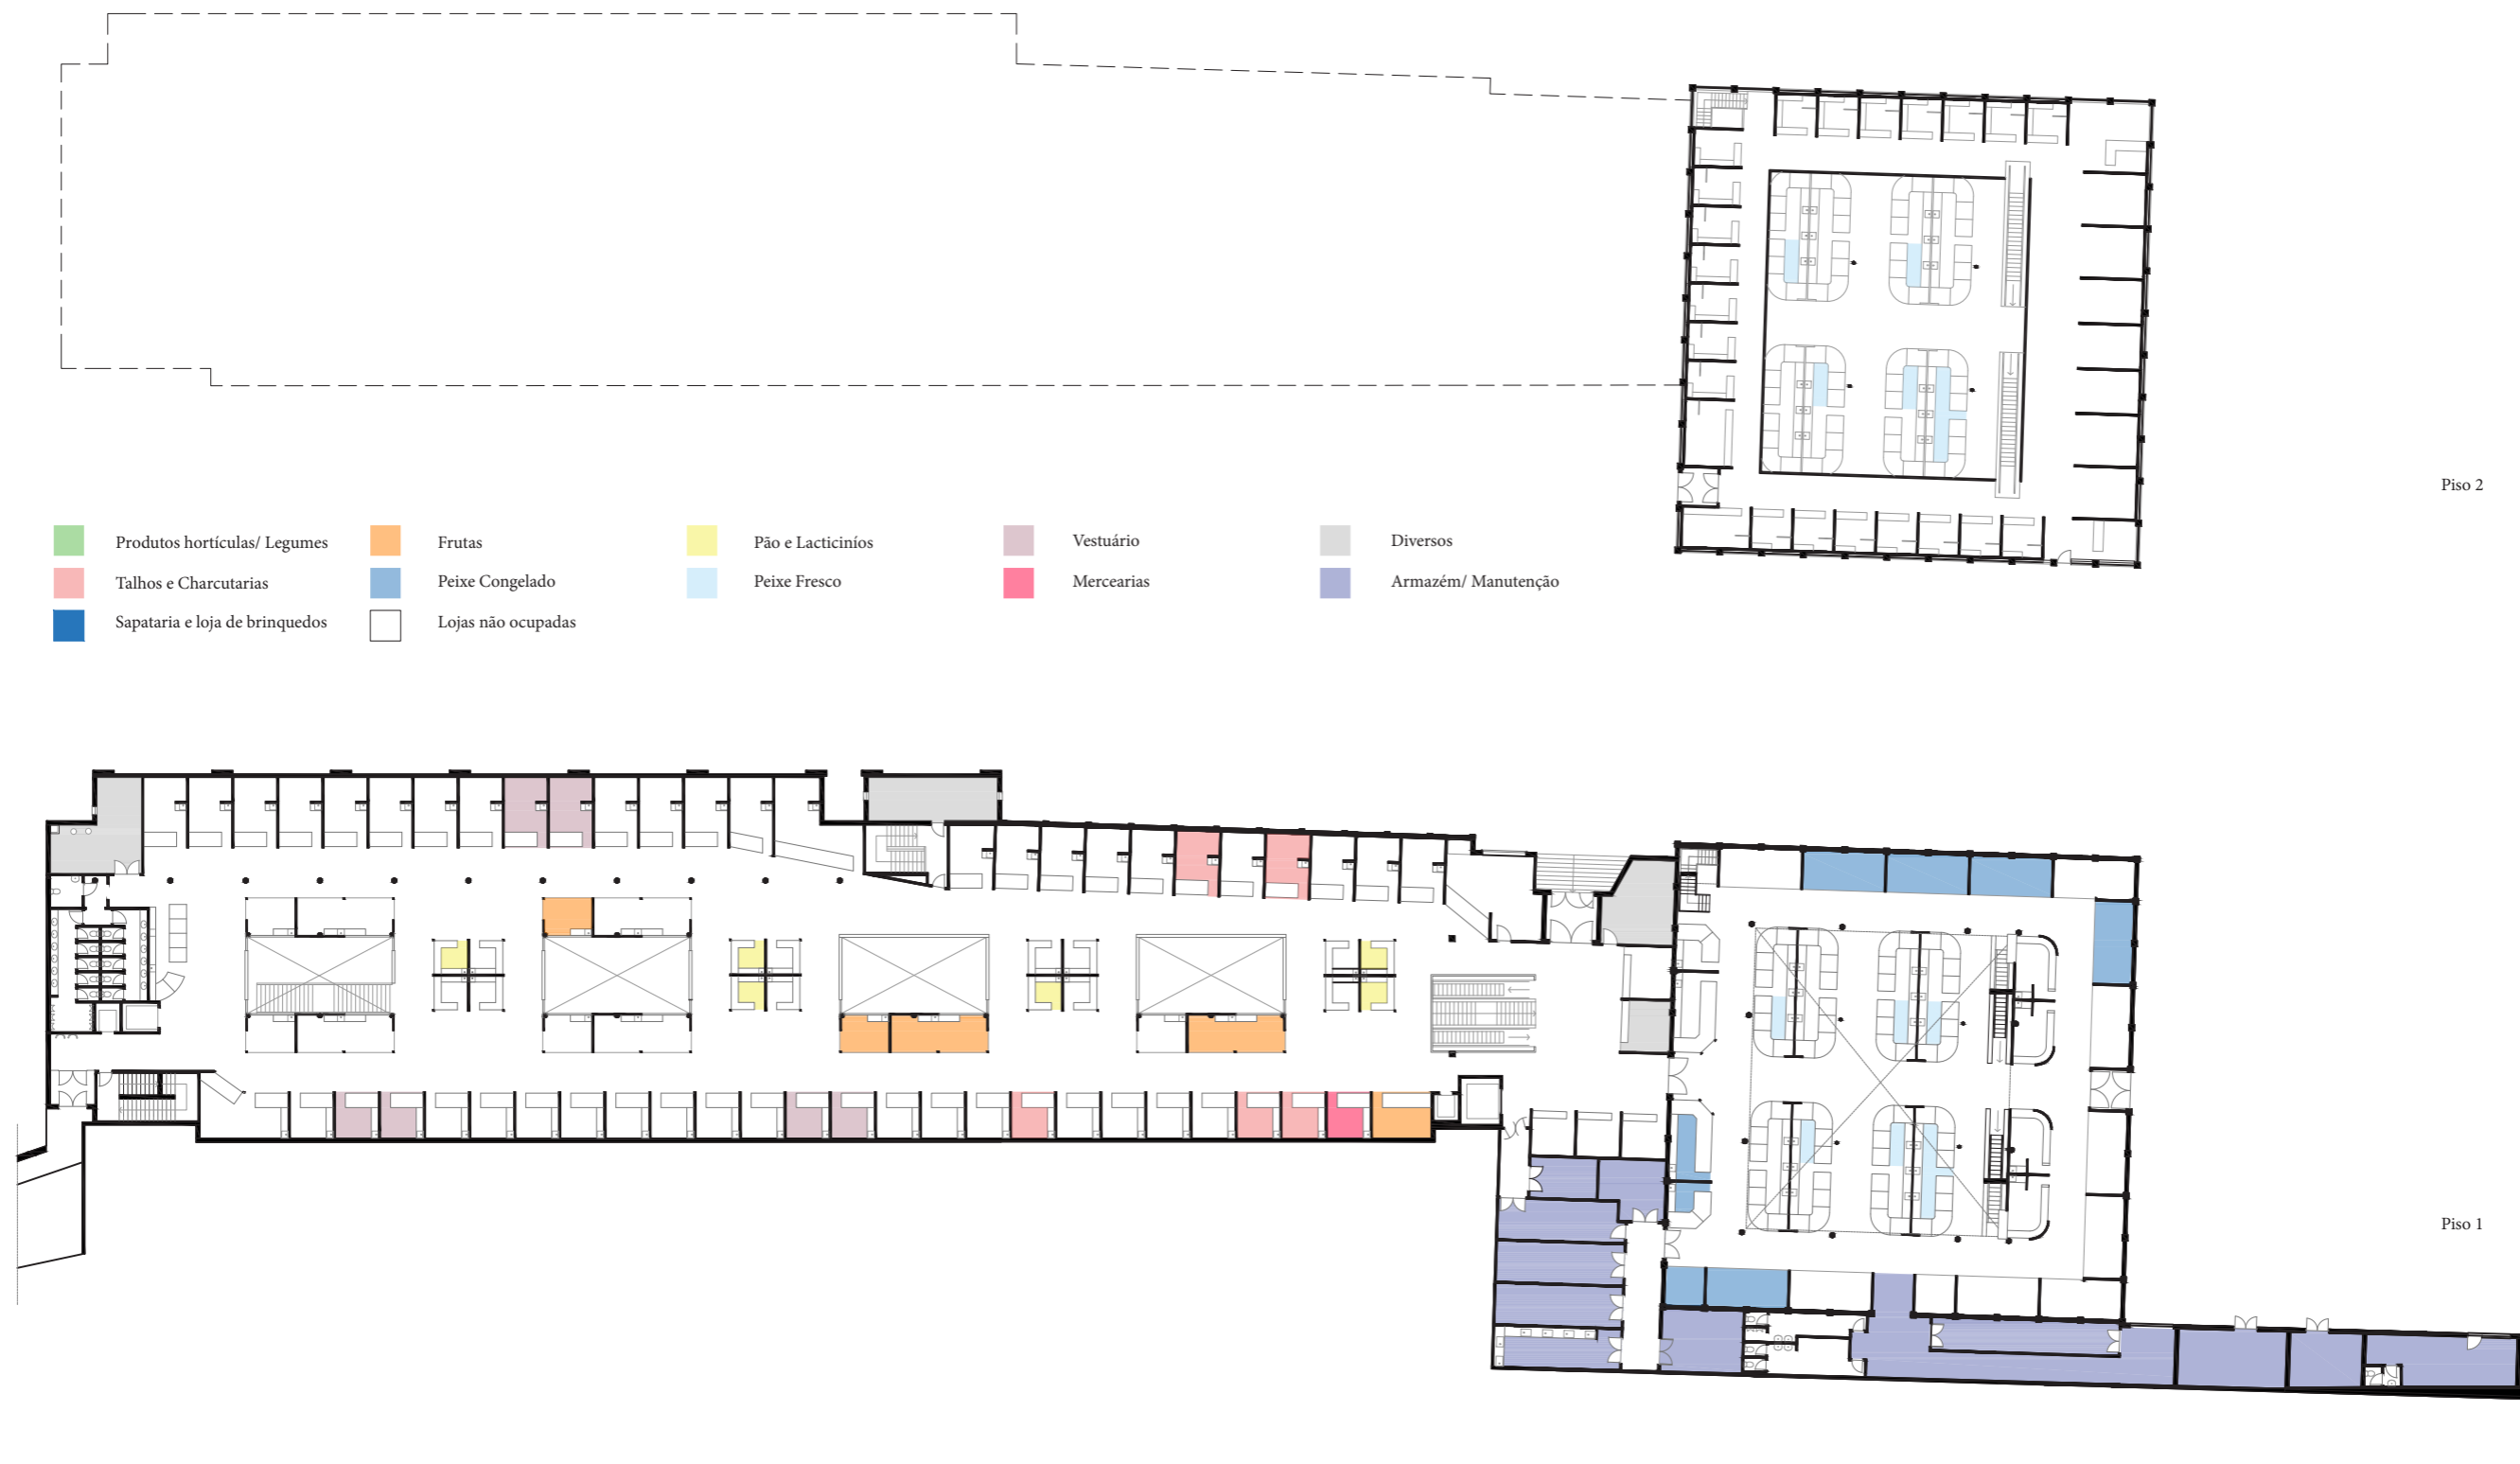 Piso 2
Produtos hortículas/ Legumes
Frutas
Pão e Lacticiníos
Vestuário
Diversos
Talhos e Charcutarias
Peixe Congelado
Peixe Fresco
Mercearias
Armazém/ Manutenção
Sapataria e loja de brinquedos
Lojas não ocupadas
Piso 1